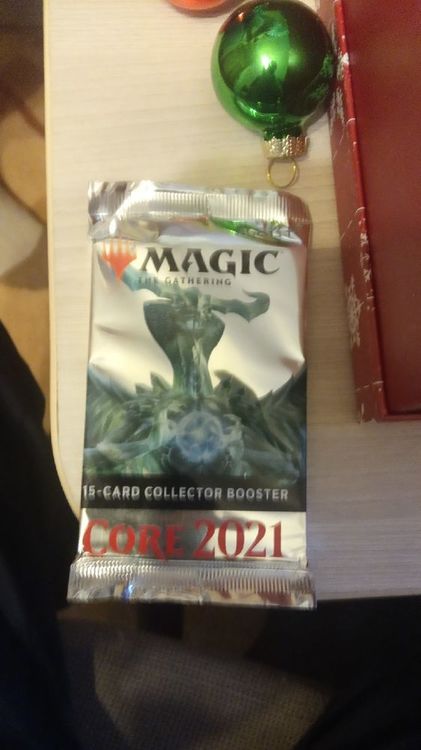 MAGIC
THE GATHERING
15-CARD COLLECTOR BOOSTER
CORE 2021